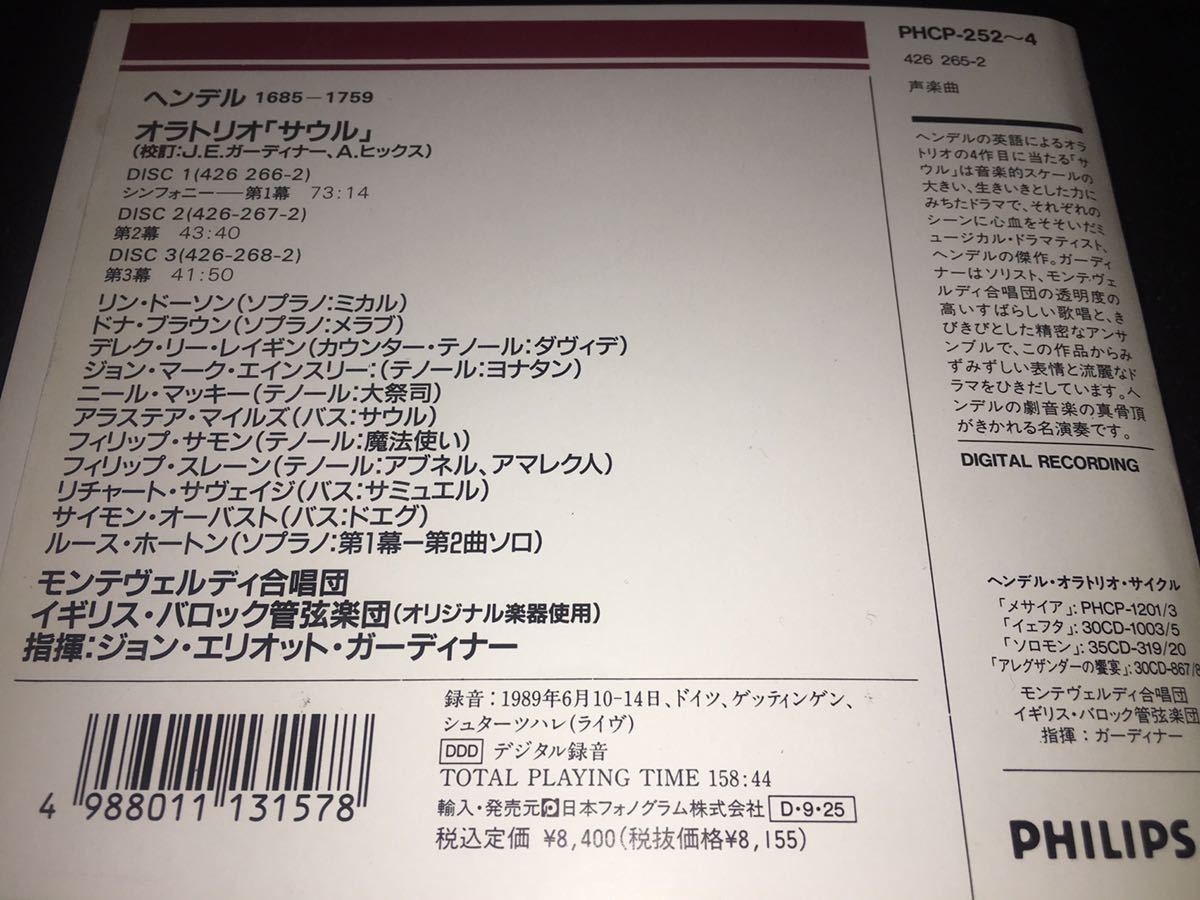 ヘンデル 1685-1759
オラトリオ「サウル」
(校訂:J.E.ガーディナー、A.ヒックス)
DISC 1(426 266-2)
シンフォニー——第1幕 73:14
DISC 2(426-267-2)
第2幕 43:40
DISC 3(426-268-2)
第3幕 41:50
リン・ドーソン(ソプラノ:ミカル)
ドナ・ブラウン(ソプラノ:メラブ)
デレク・リー・レイギン(カウンター・テノール:ダヴィデ)
ジョン・マーク・エインスリー:(テノール:ヨナタン)
ニール・マッキー(テノール:大祭司)
アラステア・マイルズ(バス:サウル)
フィリップ・サモン(テノール:魔法使い)
フィリップ・スレーン(テノール:アブネル、アマレク人)
リチャート・サヴェイジ(バス:サミュエル)
サイモン・オーバスト(バス:ドエグ)
ルース・ホートン(ソプラノ:第1幕-第2曲ソロ)
モンテヴェルディ合唱団
イギリス・バロック管弦楽団(オリジナル楽器使用)
指揮:ジョン・エリオット・ガーディナー
録音:1989年6月10-14日、ドイツ、ゲッティンゲン、
シュターツハレ(ライヴ)
DDD デジタル録音
TOTAL PLAYING TIME 158:44
輸入・発売元 日本フォノグラム株式会社 D・9・25
税込定価 ¥8,400(税抜価格¥8,155)
4 988011 131578
PHCP-252〜4
426 265-2
声楽曲
ヘンデルの英語によるオラ
トリオの4作目に当たる「サ
ウル」は音楽的スケールの
大きい、生きいきとした力に
みちたドラマで、それぞれの
シーンに心血をそそいだミ
ュージカル・ドラマティスト、
ヘンデルの傑作。ガーディ
ナーはソリスト、モンテヴェ
ルディ合唱団の透明度の
高いすばらしい歌唱と、き
びきびとした精密なアンサ
ンブルで、この作品からみ
ずみずしい表情と流麗なド
ラマをひきだしています。ヘ
ンデルの劇音楽の真骨頂
がきかれる名演奏です。
DIGITAL RECORDING
ヘンデル・オラトリオ・サイクル
「メサイア」:PHCP-1201/3
「イェフタ」:30CD-1003/5
「ソロモン」:35CD-319/20
「アレグザンダーの饗宴」:30CD-867/8
モンテヴェルディ合唱団
イギリス・バロック管弦楽団
指揮:ガーディナー
PHILIPS